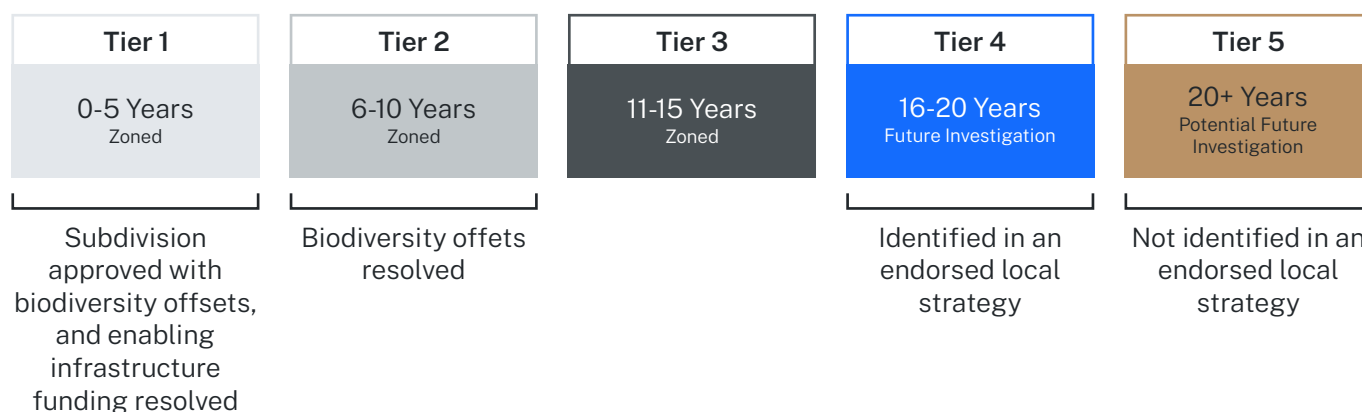 Tier 1
0-5 Years
Zoned
Subdivision
approved with
biodiversity offsets,
and enabling
infrastructure
funding resolved
Tier 2
6-10 Years
Zoned
Biodiversity offets
resolved
Tier 3
11-15 Years
Zoned
Tier 4
16-20 Years
Future Investigation
Identified in an
endorsed local
strategy
Tier 5
20+ Years
Potential Future
Investigation
Not identified in an
endorsed local
strategy